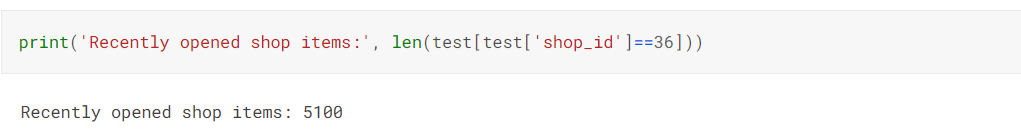 print('Recently opened shop items:', len(test[test['shop_id']==36]))
Recently opened shop items: 5100